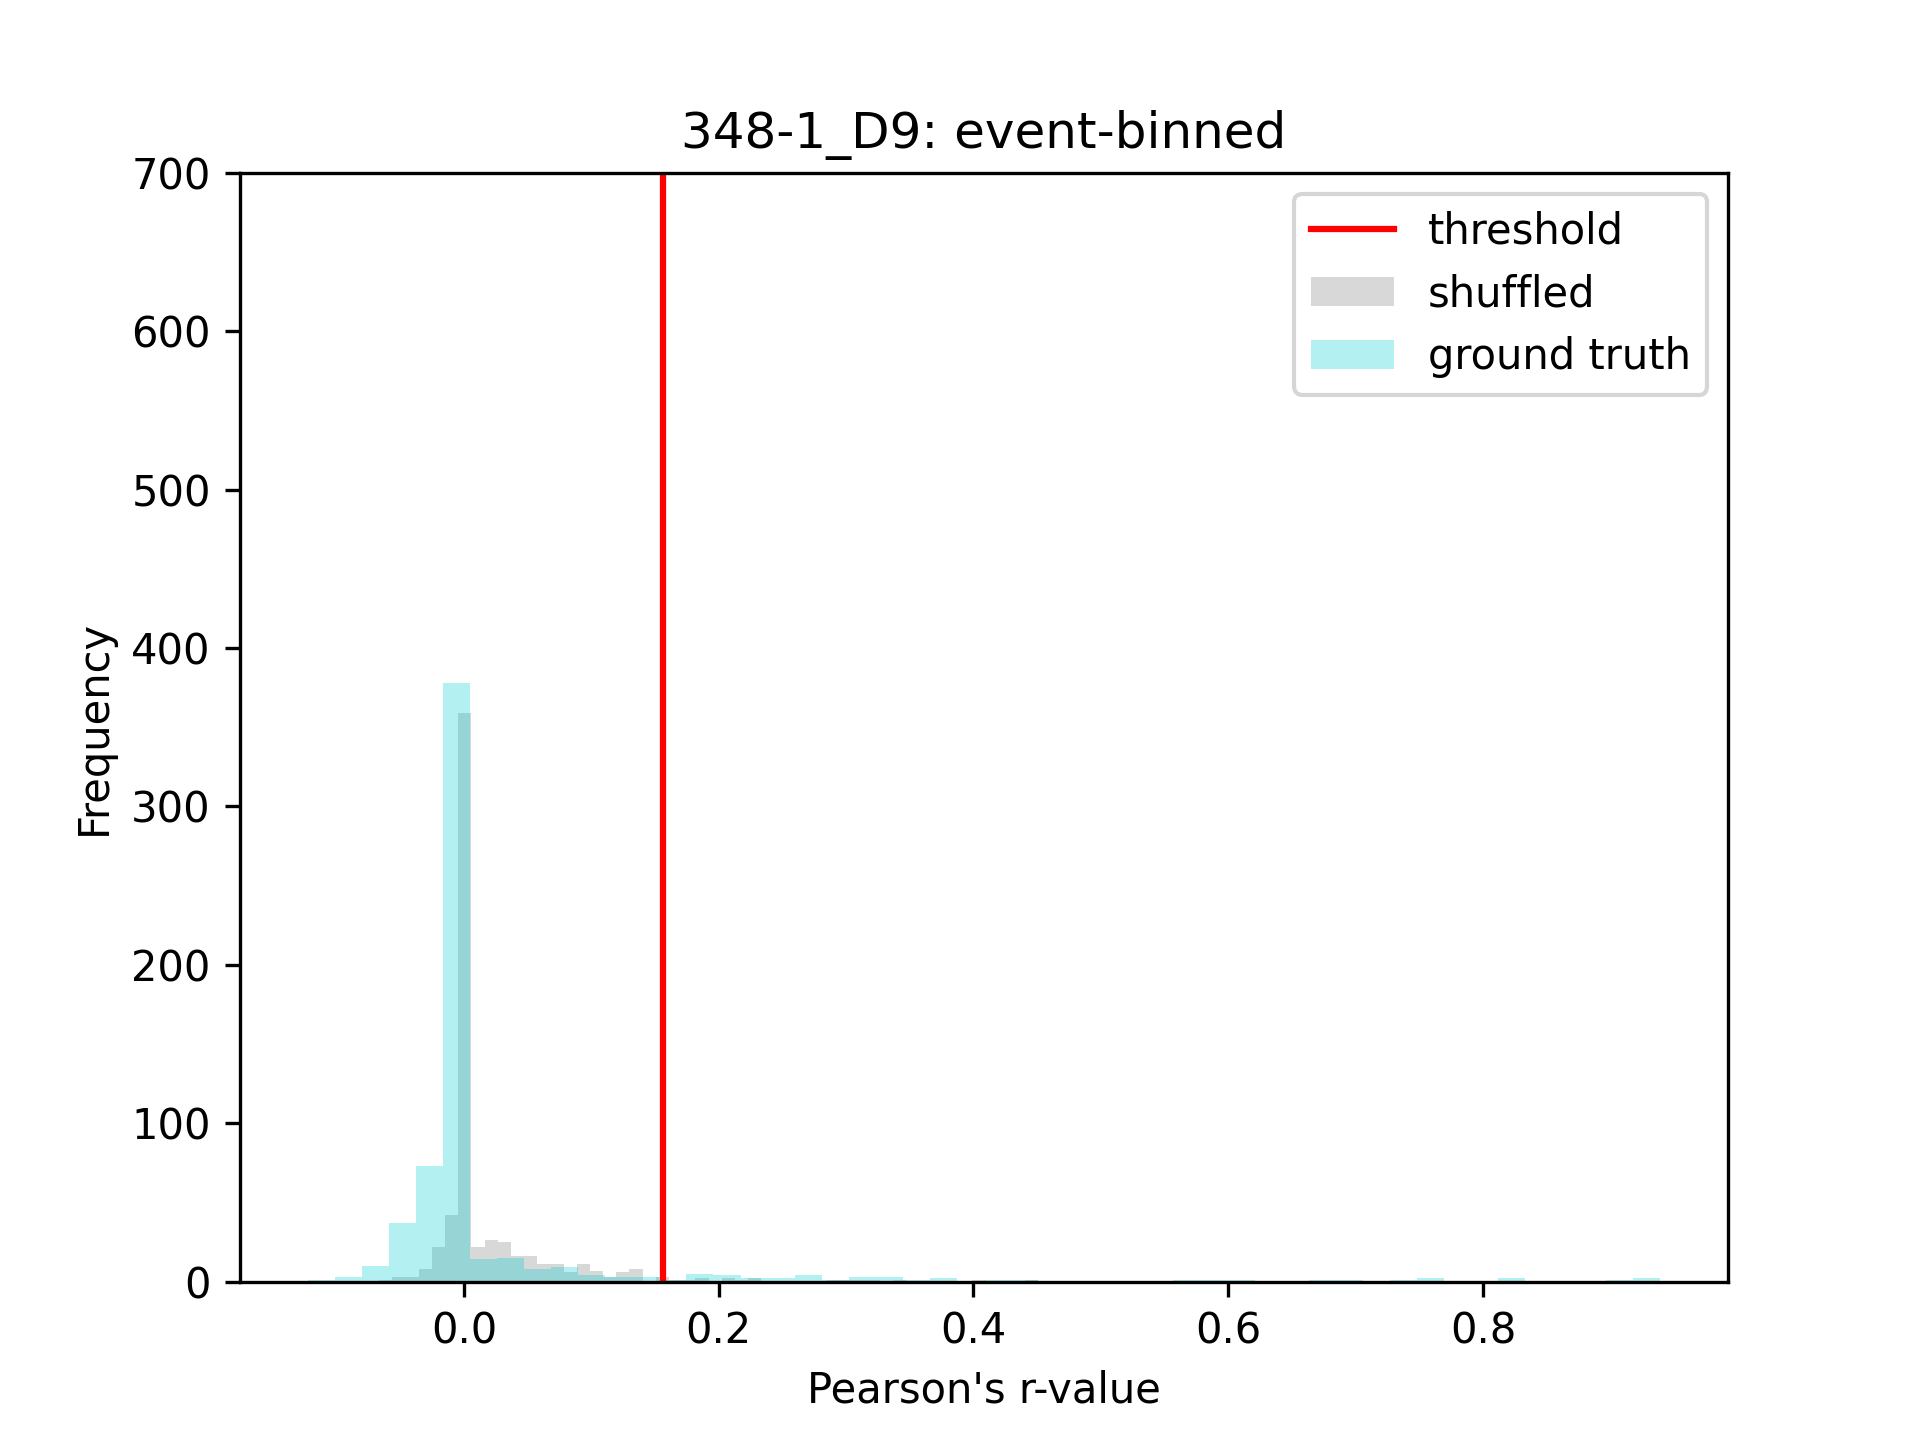 348-1_D9: event-binned
700
600
500
400
300
200
100
0
Frequency
threshold
shuffled
ground truth
0.0 0.2 0.4 0.6 0.8
Pearson's r-value